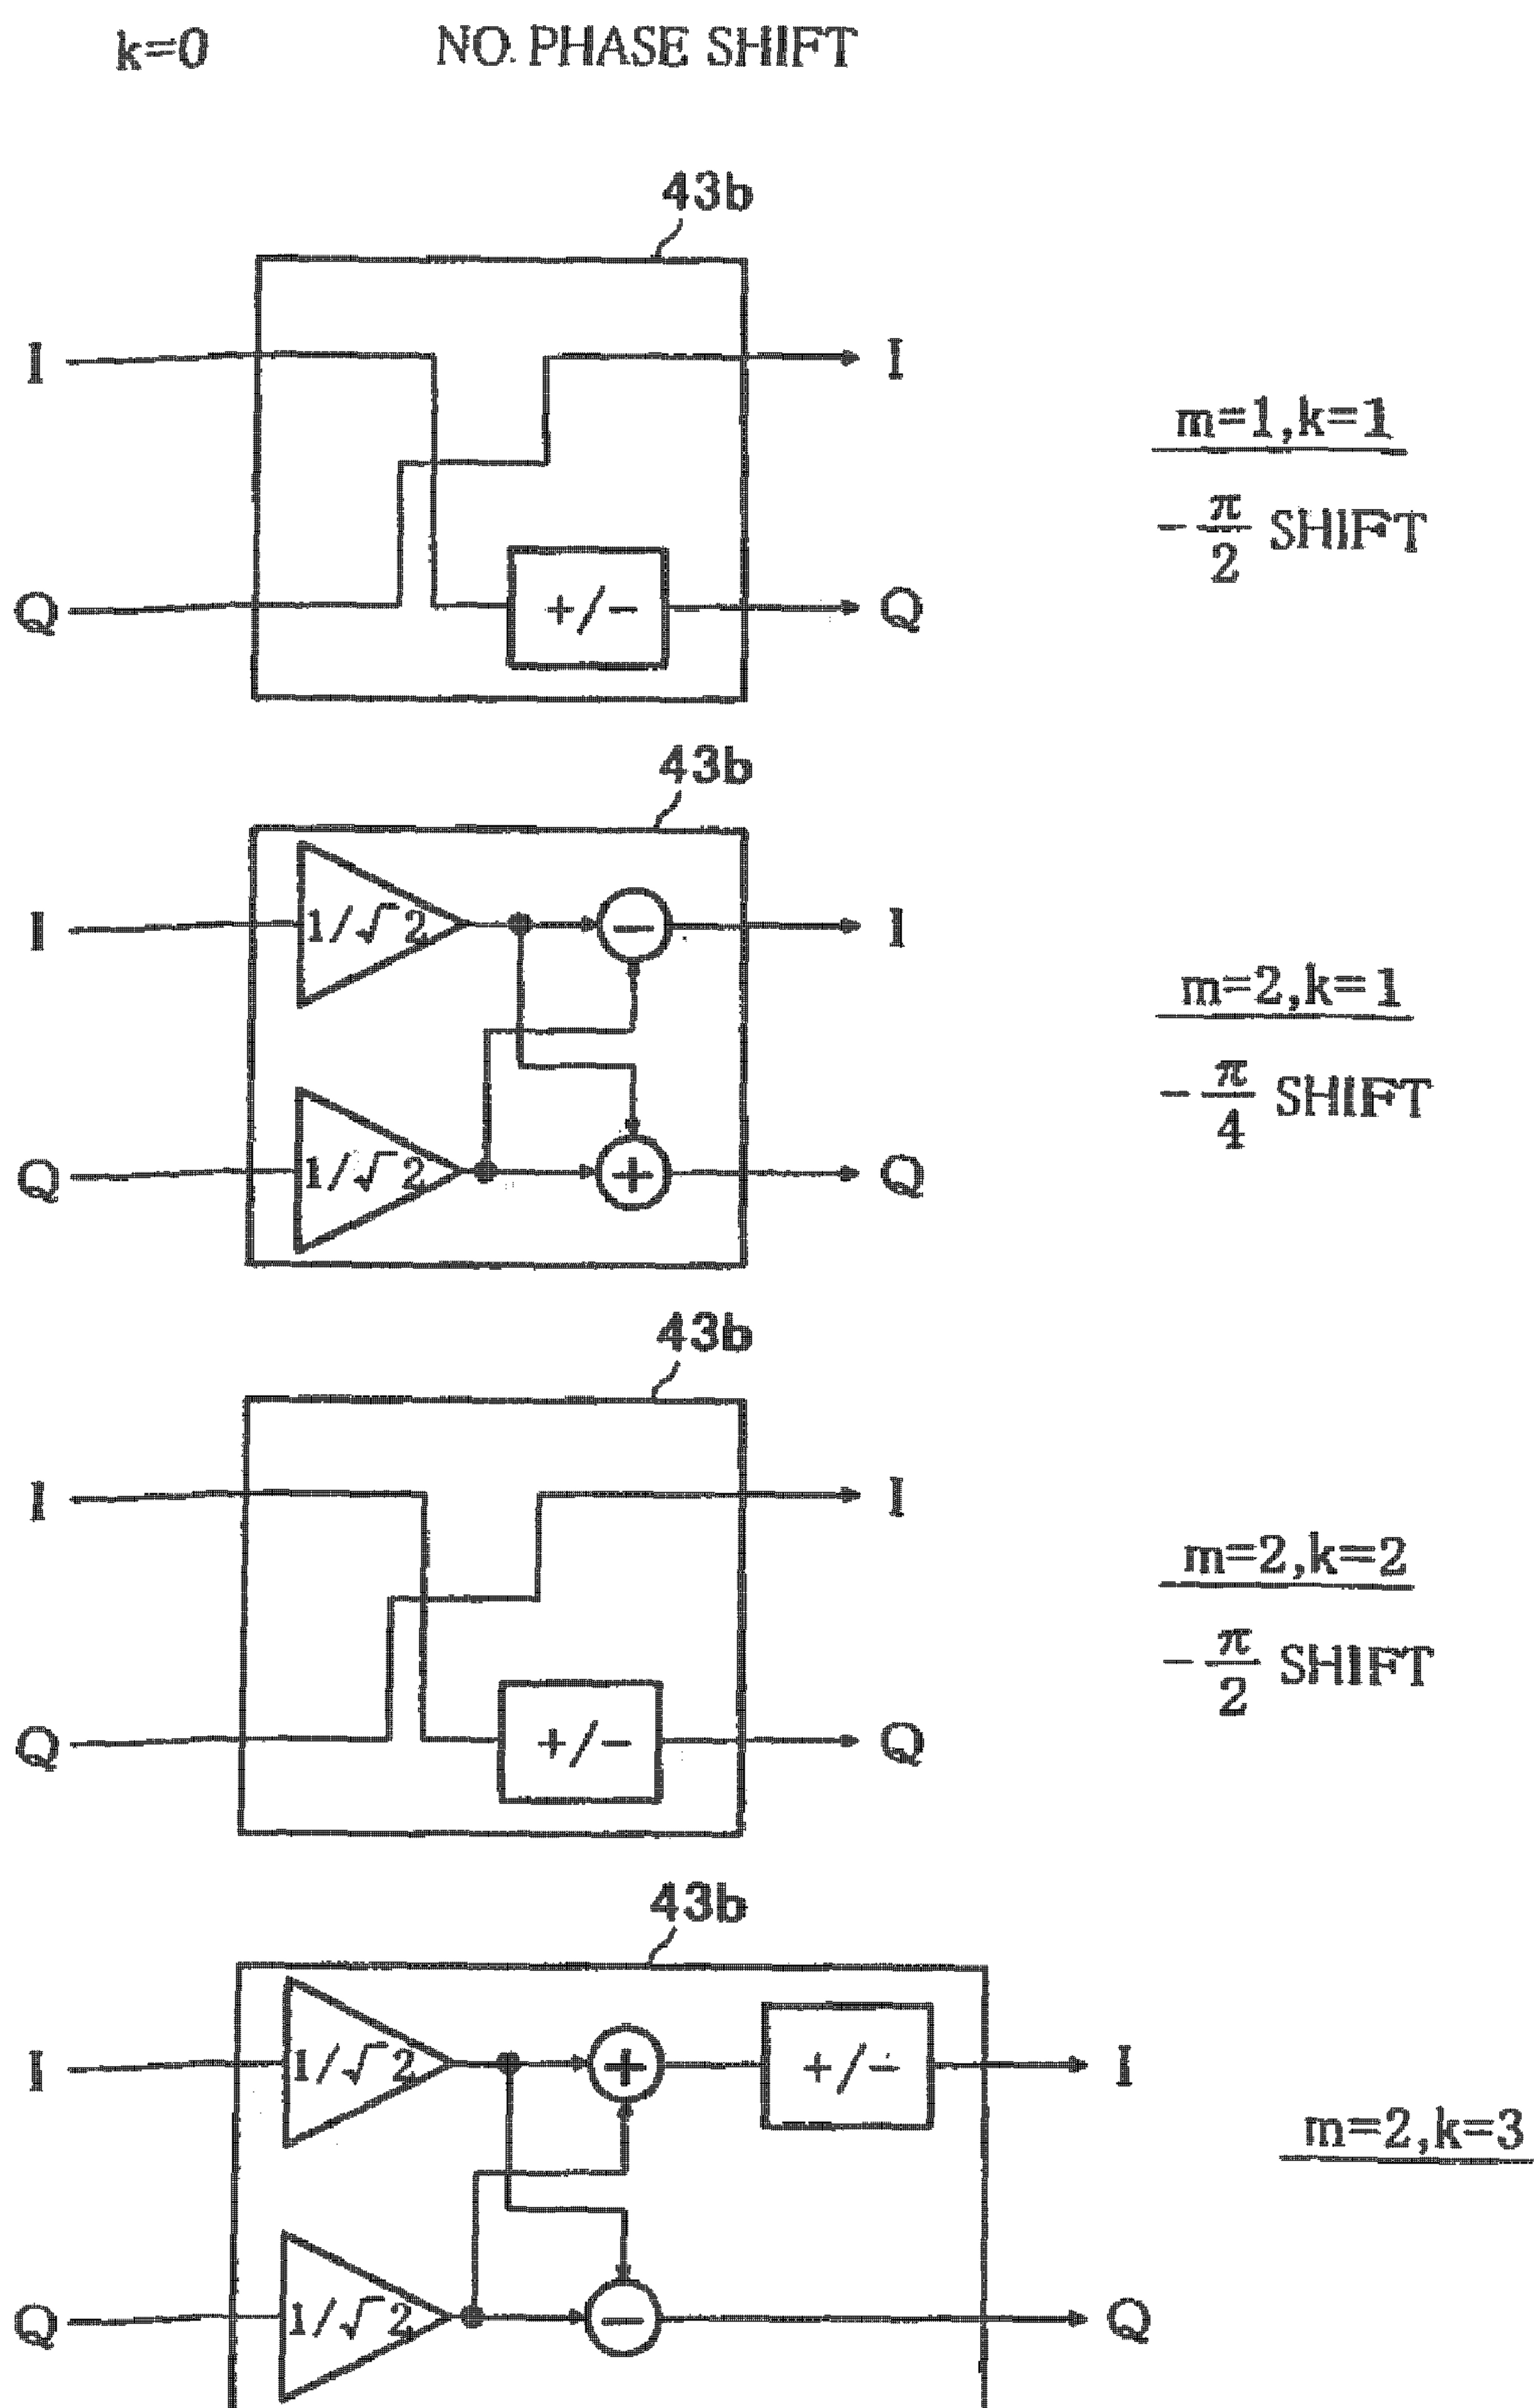 k=0 NO. PHASE SHIFT
43b
I I
m=1,k=1
Q +/- Q
-π/2 SHIFT
43b
I 1/√2 − I
m=2,k=1
-π/4 SHIFT
Q 1/√2 + Q
43b
I I
m=2,k=2
-π/2 SHIFT
Q +/- Q
43b
I 1/√2 + +/- I
m=2,k=3
Q 1/√2 − Q